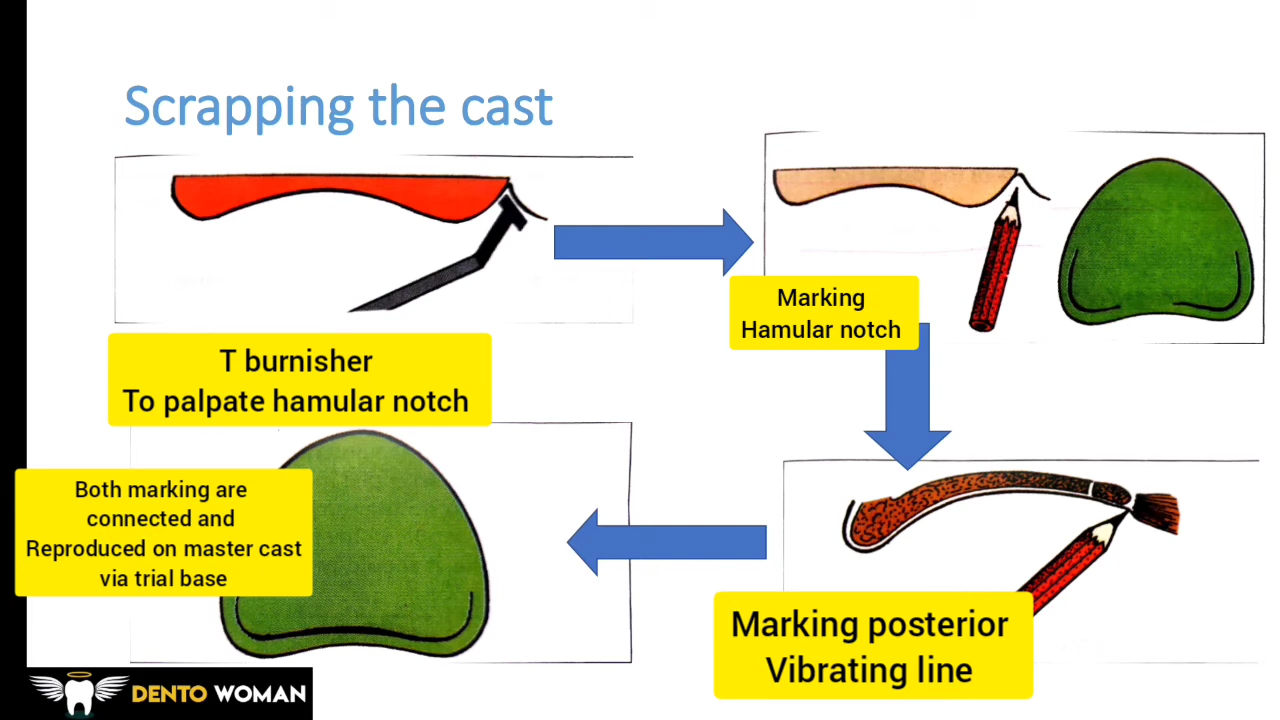 Scrapping the cast
T burnisher
To palpate hamular notch
Marking
Hamular notch
Marking posterior
Vibrating line
Both marking are
connected and
Reproduced on master cast
via trial base
DENTO WOMAN